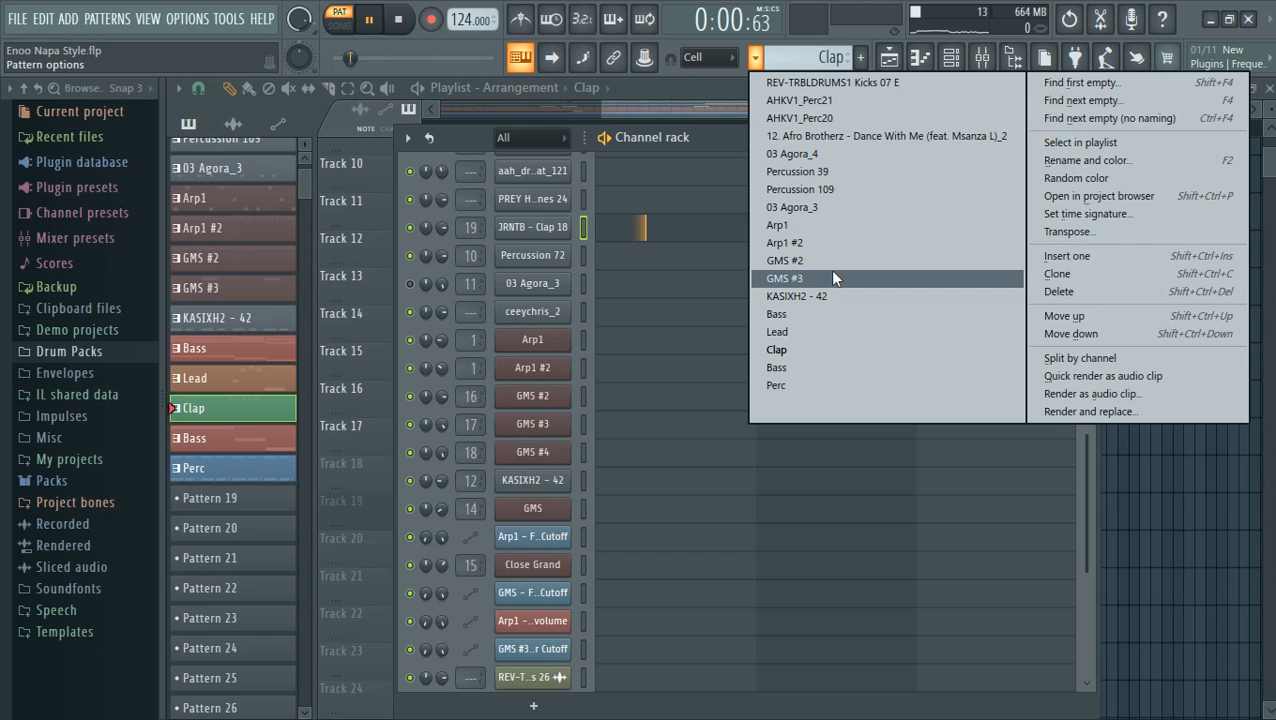 FILE EDIT ADD PATTERNS VIEW OPTIONS TOOLS HELP
PAT
SONG
124.000
3.2.
0:00:63
M:S:CS
13
664 MB
0
Enoo Napa Style.flp
Pattern options
Cell
Clap
01/11 New
Plugins | Freque..
Browse..
Snap 3
Playlist - Arrangement
Clap
Current project
Recent files
Plugin database
Plugin presets
Channel presets
Mixer presets
Scores
Backup
Clipboard files
Demo projects
Drum Packs
Envelopes
IL shared data
Impulses
Misc
My projects
Packs
Project bones
Recorded
Rendered
Sliced audio
Soundfonts
Speech
Templates
Percussion 109
03 Agora_3
Arp1
Arp1 #2
GMS #2
GMS #3
KASIXH2 - 42
Bass
Lead
Clap
Bass
Perc
Pattern 19
Pattern 20
Pattern 21
Pattern 22
Pattern 23
Pattern 24
Pattern 25
Pattern 26
NOTE
Track 10
Track 12
Track 13
Track 15
Track 16
Track 17
Track 18
Track 19
Track 20
Track 21
Track 22
Track 23
Track 24
All
Channel rack
--- aah_dr...at_121
--- PREY H...nes 24
19 JRNTB - Clap 18
10 Percussion 72
11 03 Agora_3
--- ceeychris_2
1 Arp1
1 Arp1 #2
16 GMS #2
17 GMS #3
18 GMS #4
12 KASIXH2 - 42
14 GMS
Arp1 - F..Cutoff
15 Close Grand
GMS - F..Cutoff
Arp1 -..volume
GMS #3..r Cutoff
--- REV-T...s 26
REV-TRBLDRUMS1 Kicks 07 E
AHKV1_Perc21
AHKV1_Perc20
12. Afro Brotherz - Dance With Me (feat. Msanza L)_2
03 Agora_4
Percussion 39
Percussion 109
03 Agora_3
Arp1
Arp1 #2
GMS #2
GMS #3
KASIXH2 - 42
Bass
Lead
Clap
Bass
Perc
Find first empty... Shift+F4
Find next empty... F4
Find next empty (no naming) Ctrl+F4
Select in playlist
Rename and color... F2
Random color
Open in project browser Shift+Ctrl+P
Set time signature...
Transpose...
Insert one Shift+Ctrl+Ins
Clone Shift+Ctrl+C
Delete Shift+Ctrl+Del
Move up Shift+Ctrl+Up
Move down Shift+Ctrl+Down
Split by channel
Quick render as audio clip
Render as audio clip...
Render and replace...